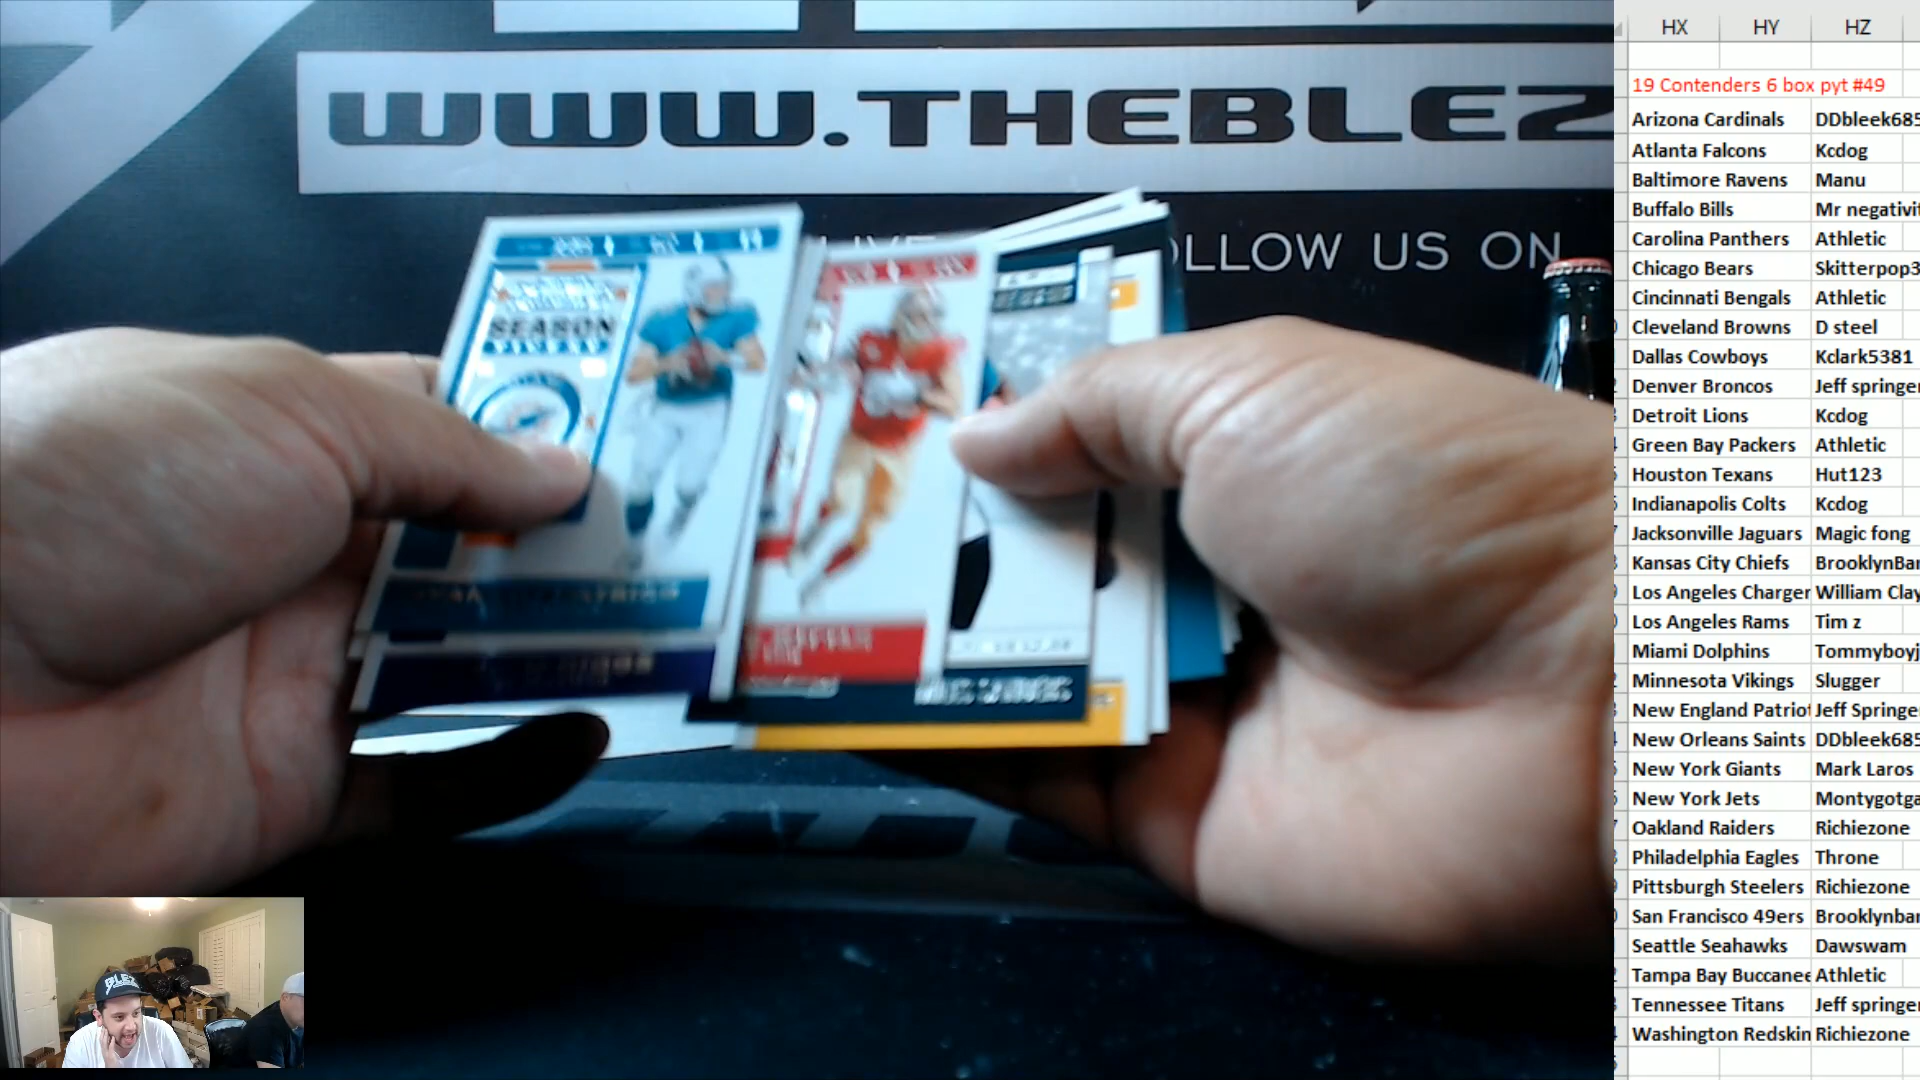 WWW.THEBLEZ
LIVE
OLLOW US ON
SEASON
BLEZ
HX HY HZ
19 Contenders 6 box pyt #49
Arizona Cardinals DDbleek685
Atlanta Falcons Kcdog
Baltimore Ravens Manu
Buffalo Bills Mr negativit
Carolina Panthers Athletic
Chicago Bears Skitterpop3
Cincinnati Bengals Athletic
Cleveland Browns D steel
Dallas Cowboys Kclark5381
Denver Broncos Jeff springer
Detroit Lions Kcdog
Green Bay Packers Athletic
Houston Texans Hut123
Indianapolis Colts Kcdog
Jacksonville Jaguars Magic fong
Kansas City Chiefs BrooklynBar
Los Angeles Charger William Clay
Los Angeles Rams Tim z
Miami Dolphins Tommyboyj
Minnesota Vikings Slugger
New England Patriot Jeff Springe
New Orleans Saints DDbleek685
New York Giants Mark Laros
New York Jets Montygotga
Oakland Raiders Richiezone
Philadelphia Eagles Throne
Pittsburgh Steelers Richiezone
San Francisco 49ers Brooklynbar
Seattle Seahawks Dawswam
Tampa Bay Buccanee Athletic
Tennessee Titans Jeff springer
Washington Redskin Richiezone